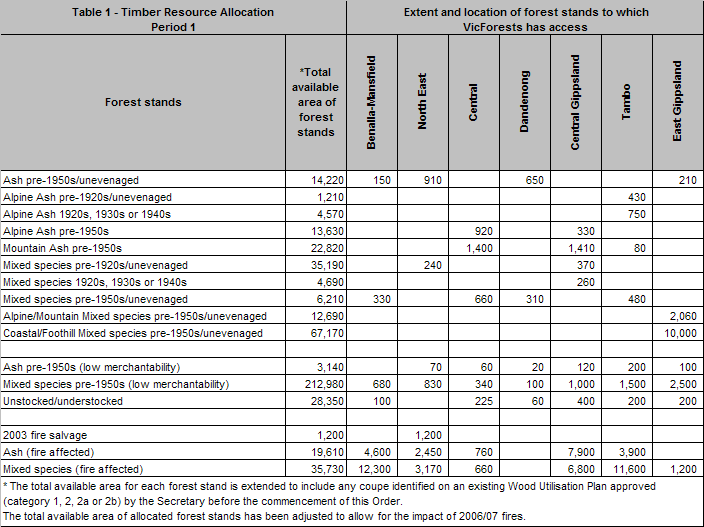 Table 1 - Timber Resource Allocation Period 1 Extent and location of forest stands to which VicForests has access
Forest stands *Total available area of forest stands Benalla-Mansfield North East Central Dandenong Central Gippsland Tambo East Gippsland
Ash pre-1950s/unevenaged 14,220 150 910 650 210
Alpine Ash pre-1920s/unevenaged 1,210 430
Alpine Ash 1920s, 1930s or 1940s 4,570 750
Alpine Ash pre-1950s 13,630 920 330
Mountain Ash pre-1950s 22,820 1,400 1,410 80
Mixed species pre-1920s/unevenaged 35,190 240 370
Mixed species 1920s, 1930s or 1940s 4,690 260
Mixed species pre-1950s/unevenaged 6,210 330 660 310 480
Alpine/Mountain Mixed species pre-1950s/unevenaged 12,690 2,060
Coastal/Foothill Mixed species pre-1950s/unevenaged 67,170 10,000
Ash pre-1950s (low merchantability) 3,140 70 60 20 120 200 100
Mixed species pre-1950s (low merchantability) 212,980 680 830 340 100 1,000 1,500 2,500
Unstocked/understocked 28,350 100 225 60 400 200 200
2003 fire salvage 1,200 1,200
Ash (fire affected) 19,610 4,600 2,450 760 7,900 3,900
Mixed species (fire affected) 35,730 12,300 3,170 660 6,800 11,600 1,200
* The total available area for each forest stand is extended to include any coupe identified on an existing Wood Utilisation Plan approved
(category 1, 2, 2a or 2b) by the Secretary before the commencement of this Order.
The total available area of allocated forest stands has been adjusted to allow for the impact of 2006/07 fires.